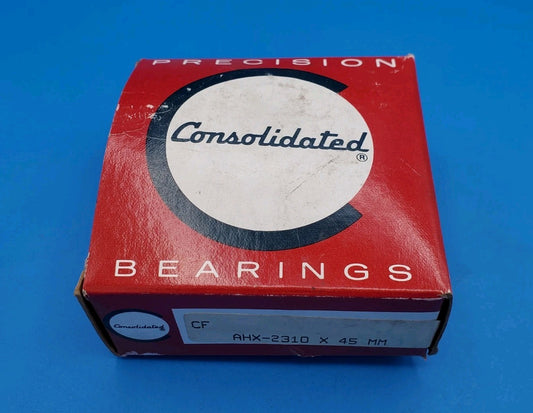 PRECISION
Consolidated®
BEARINGS
Consolidated
CF
AHX-2310 X 45 MM